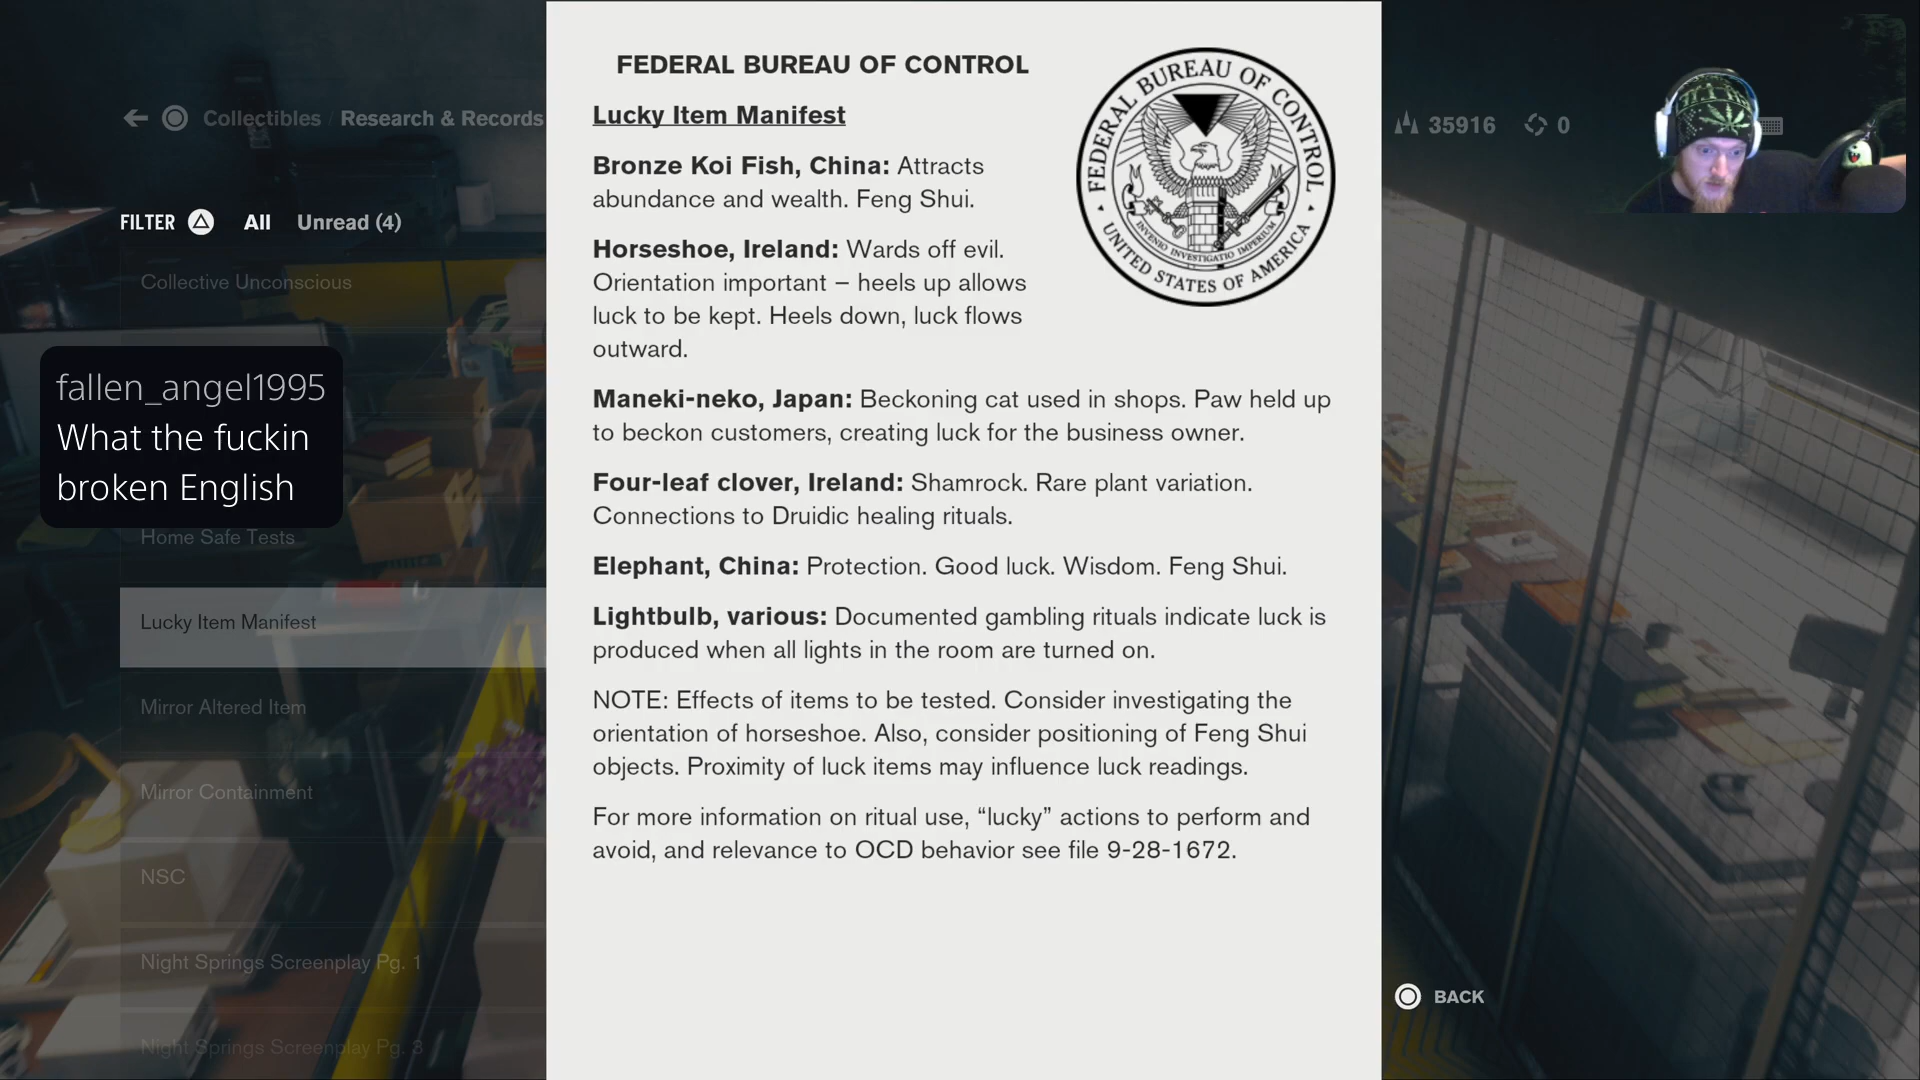 FEDERAL BUREAU OF CONTROL
Lucky Item Manifest
Bronze Koi Fish, China: Attracts
abundance and wealth. Feng Shui.
Horseshoe, Ireland: Wards off evil.
Orientation important – heels up allows
luck to be kept. Heels down, luck flows
outward.
Maneki-neko, Japan: Beckoning cat used in shops. Paw held up
to beckon customers, creating luck for the business owner.
Four-leaf clover, Ireland: Shamrock. Rare plant variation.
Connections to Druidic healing rituals.
Elephant, China: Protection. Good luck. Wisdom. Feng Shui.
Lightbulb, various: Documented gambling rituals indicate luck is
produced when all lights in the room are turned on.
NOTE: Effects of items to be tested. Consider investigating the
orientation of horseshoe. Also, consider positioning of Feng Shui
objects. Proximity of luck items may influence luck readings.
For more information on ritual use, “lucky” actions to perform and
avoid, and relevance to OCD behavior see file 9-28-1672.
FEDERAL BUREAU OF CONTROL
INVENIO INVESTIGATIO IMPERIUM
UNITED STATES OF AMERICA
Collectibles / Research & Records
FILTER All Unread (4)
Collective Unconscious
fallen_angel1995
What the fuckin
broken English
Home Safe Tests
Lucky Item Manifest
Mirror Altered Item
Mirror Containment
NSC
Night Springs Screenplay Pg. 1
Night Springs Screenplay Pg. 3
35916 0
BACK